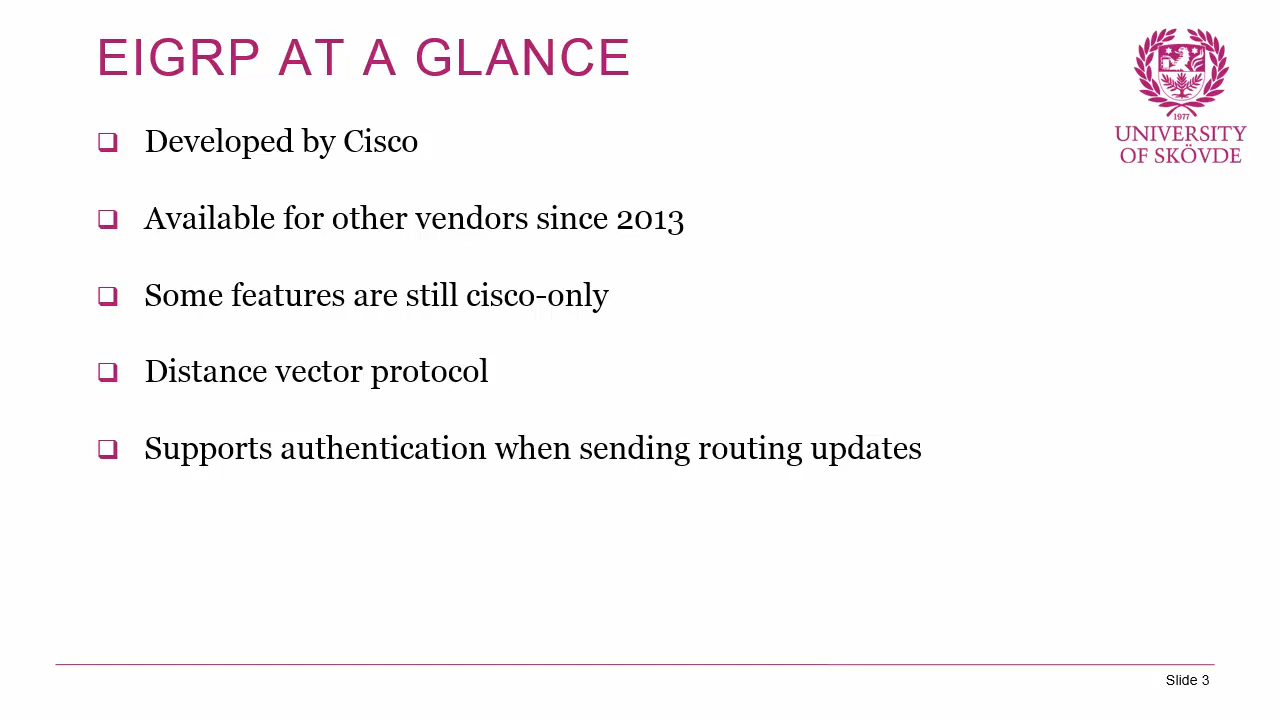 EIGRP AT A GLANCE
1977
UNIVERSITY
OF SKÖVDE
Developed by Cisco
Available for other vendors since 2013
Some features are still cisco-only
Distance vector protocol
Supports authentication when sending routing updates
Slide 3